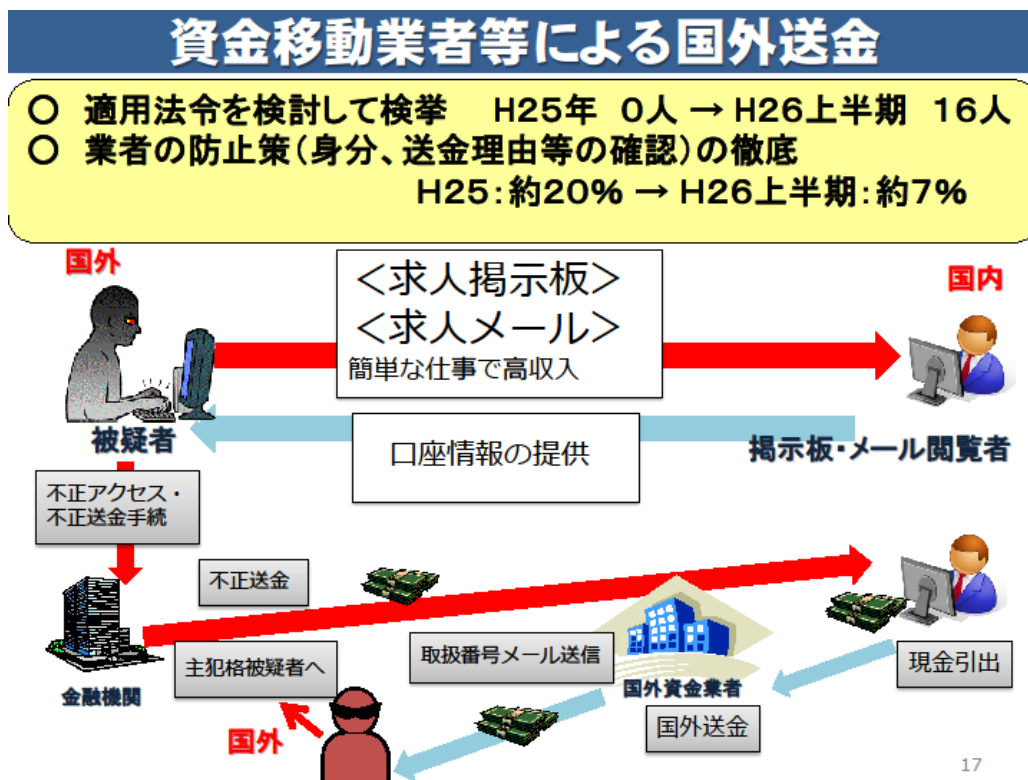 資金移動業者等による国外送金
○ 適用法令を検討して検挙 H25年 0人 → H26上半期 16人
○ 業者の防止策(身分、送金理由等の確認)の徹底
H25:約20% → H26上半期:約7%
国外
<求人掲示板>
<求人メール>
簡単な仕事で高収入
国内
被疑者
口座情報の提供
掲示板・メール閲覧者
不正アクセス・
不正送金手続
不正送金
取扱番号メール送信
主犯格被疑者へ
現金引出
金融機関
国外資金業者
国外送金
国外
17